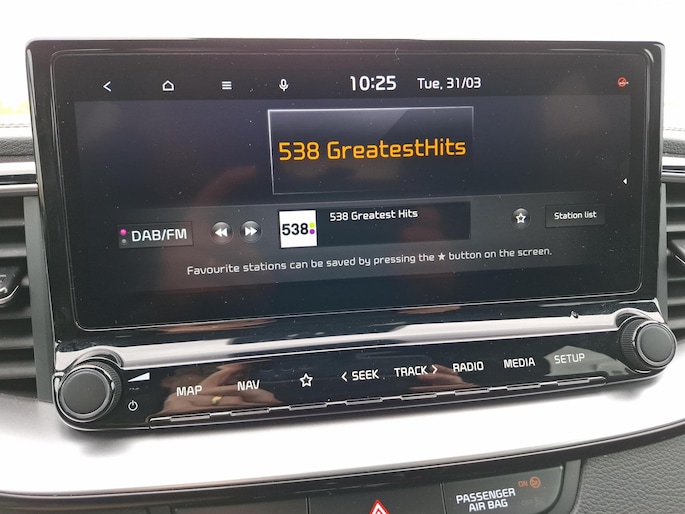 10:25 Tue, 31/03
538 GreatestHits
538 538 Greatest Hits
DAB/FM Station list
Favourite stations can be saved by pressing the ★ button on the screen.
MAP NAV < SEEK TRACK > RADIO MEDIA SETUP
PASSENGER ON
AIR BAG